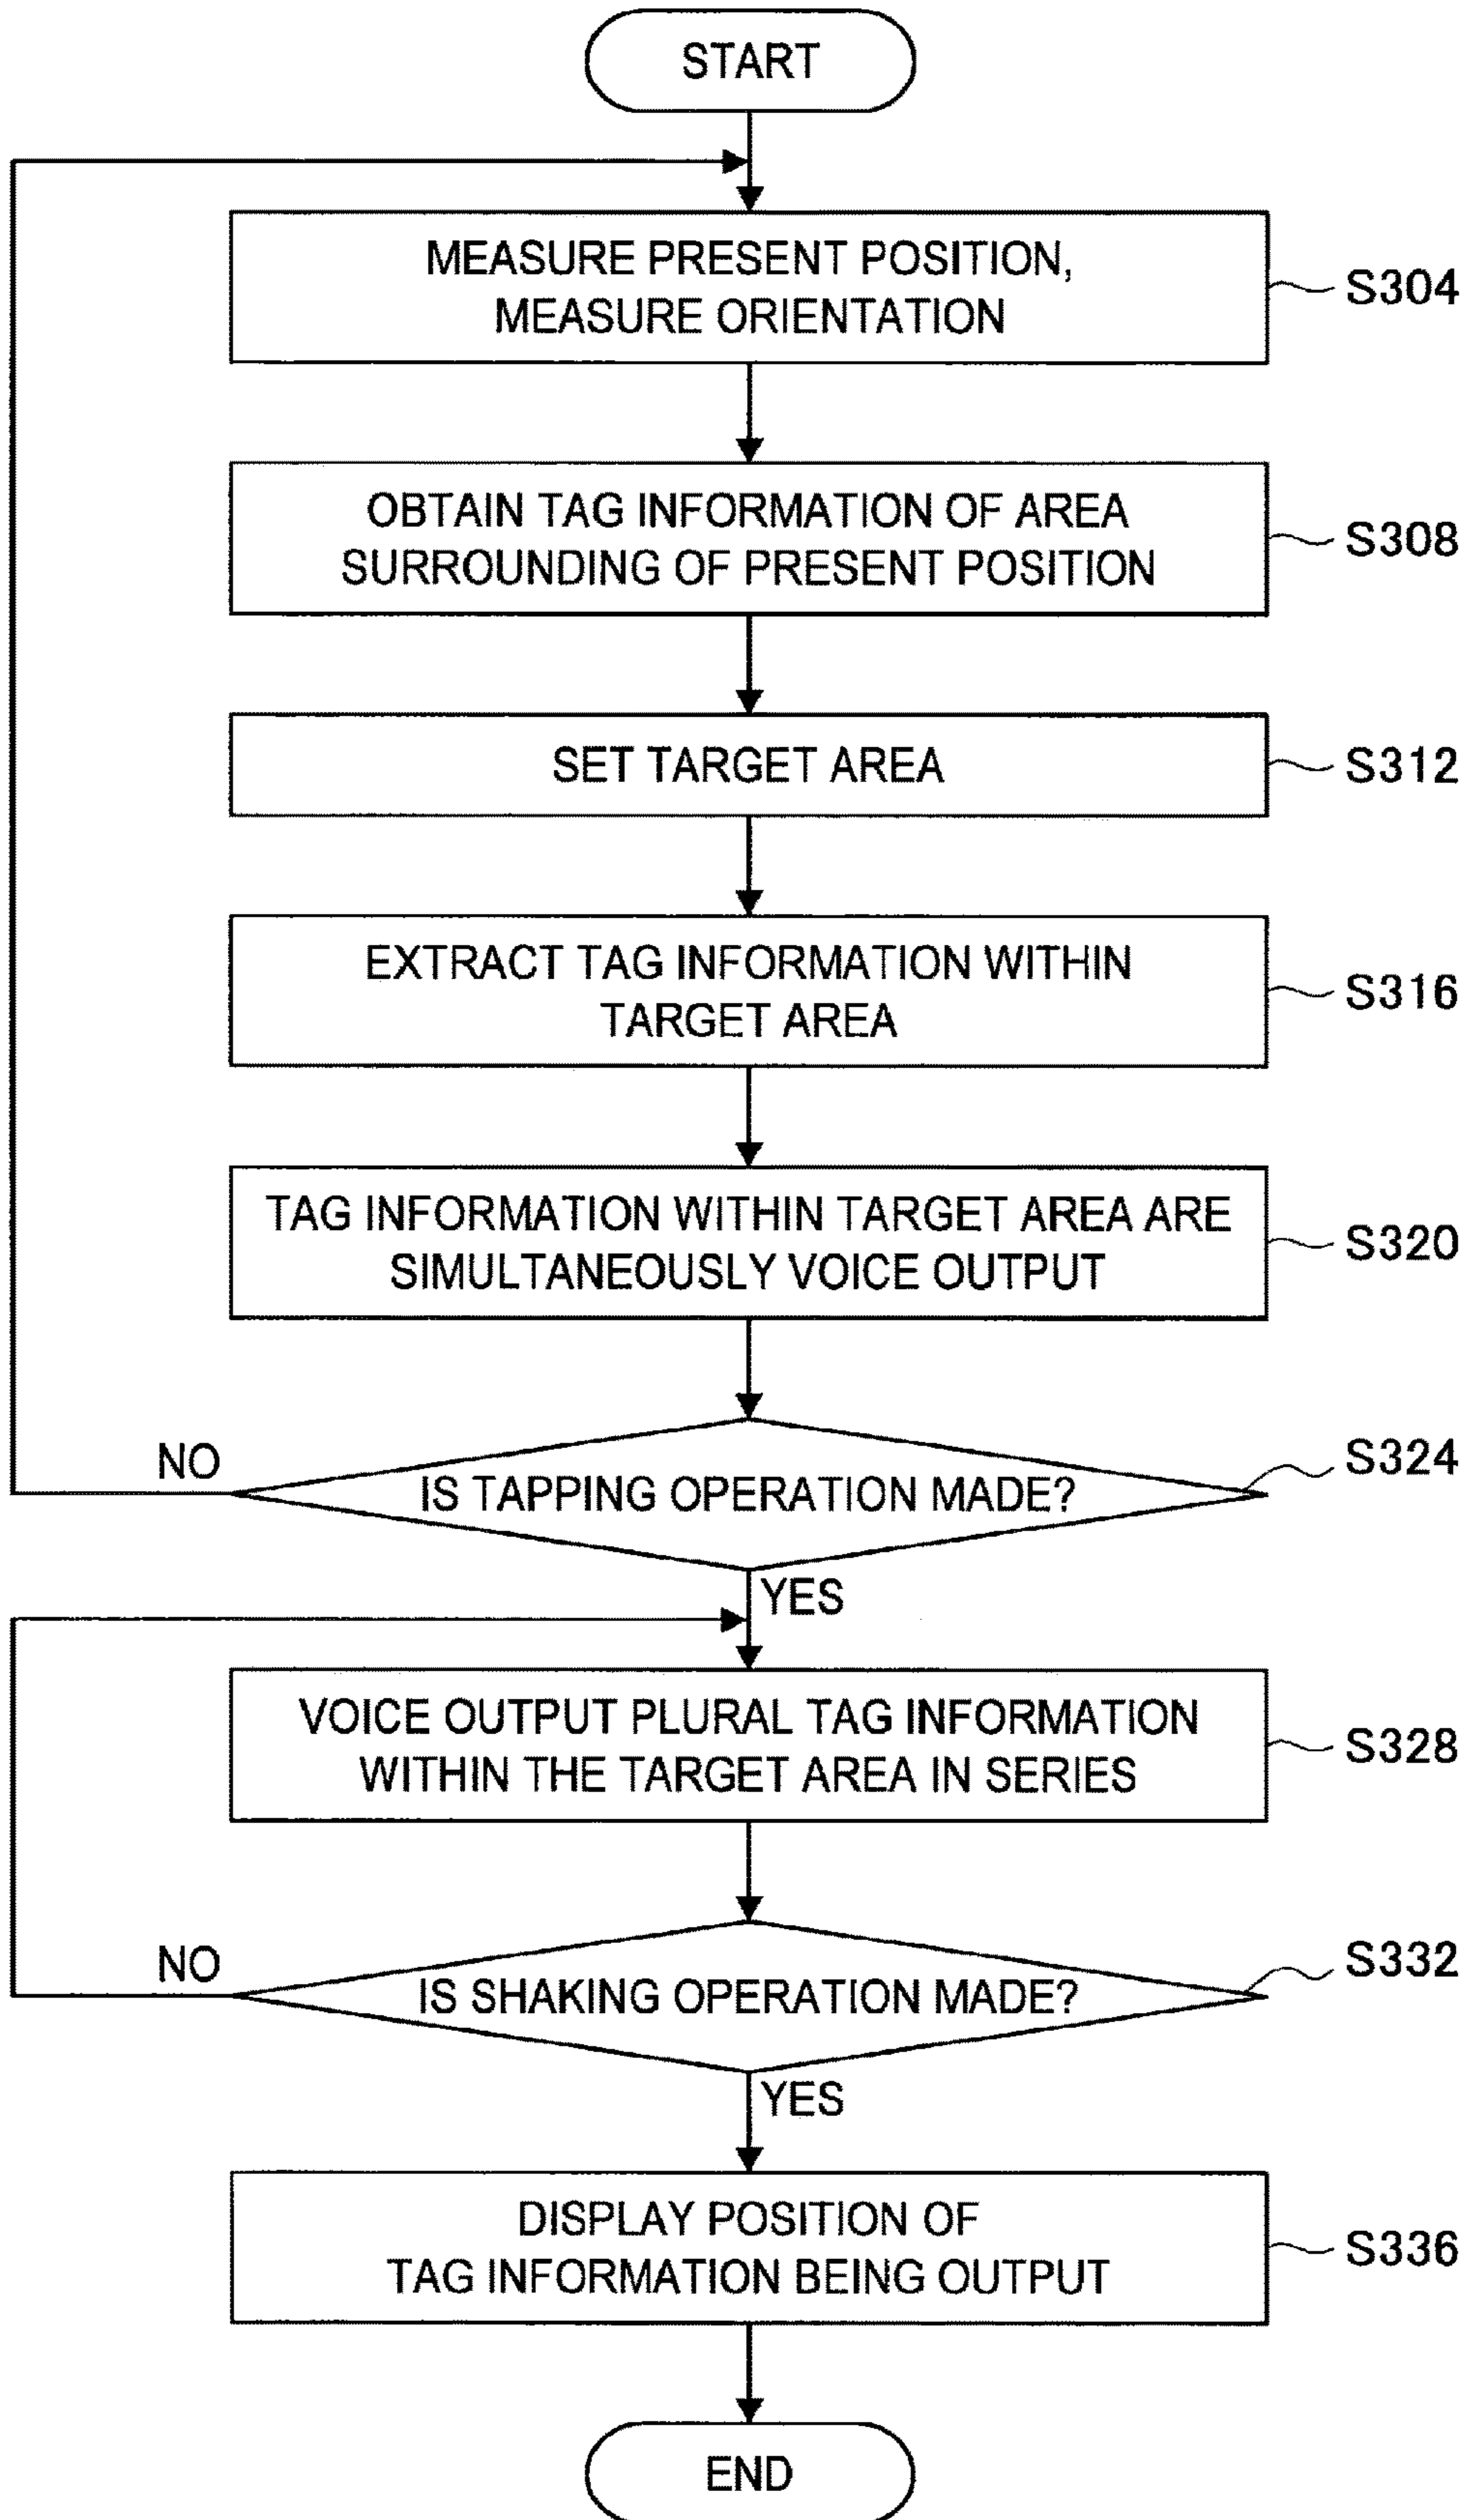 START
MEASURE PRESENT POSITION,
MEASURE ORIENTATION
S304
OBTAIN TAG INFORMATION OF AREA
SURROUNDING OF PRESENT POSITION
S308
SET TARGET AREA
S312
EXTRACT TAG INFORMATION WITHIN
TARGET AREA
S316
TAG INFORMATION WITHIN TARGET AREA ARE
SIMULTANEOUSLY VOICE OUTPUT
S320
NO
IS TAPPING OPERATION MADE?
S324
YES
VOICE OUTPUT PLURAL TAG INFORMATION
WITHIN THE TARGET AREA IN SERIES
S328
NO
IS SHAKING OPERATION MADE?
S332
YES
DISPLAY POSITION OF
TAG INFORMATION BEING OUTPUT
S336
END